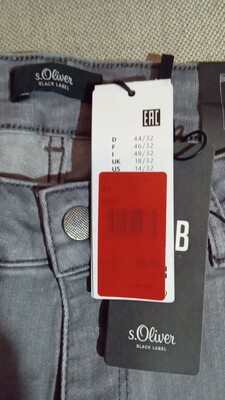 s.Oliver
BLACK LABEL
EAC
D 44/32
F 46/32
I 48/32
UK 18/32
US 14/32
B
s.Oliver
BLACK LABEL